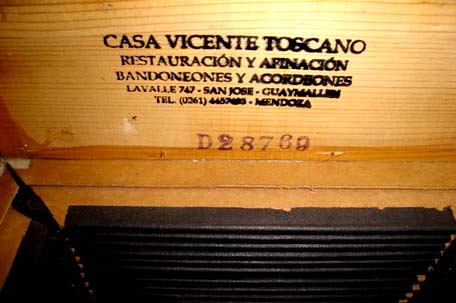 CASA VICENTE TOSCANO
RESTAURACIÓN Y AFINACIÓN
BANDONEONES Y ACORDEONES
LAVALLE 747 - SAN JOSE - GUAYMALLEN
TEL. (0261) - MENDOZA
D28769